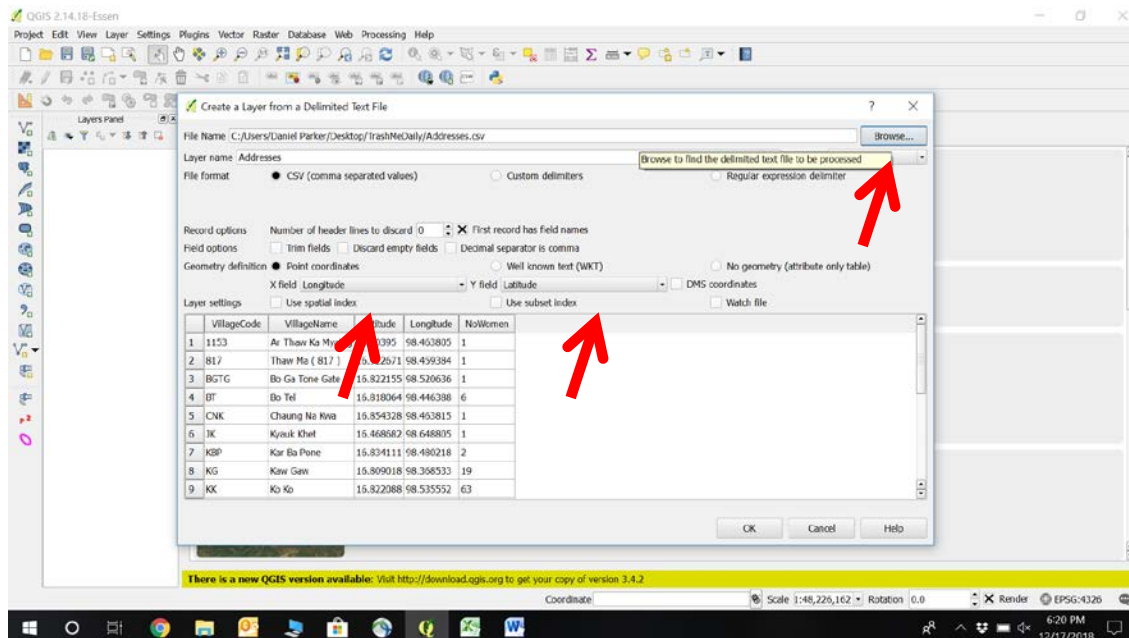 QGIS 2.14.18-Essen
Project Edit View Layer Settings Plugins Vector Raster Database Web Processing Help
Layers Panel
Create a Layer from a Delimited Text File
File Name C:/Users/Daniel Parker/Desktop/TrashMeDaily/Addresses.csv Browse...
Layer name Addresses
Browse to find the delimited text file to be processed
File format CSV (comma separated values) Custom delimiters Regular expression delimiter
Record options Number of header lines to discard 0 First record has field names
Field options Trim fields Discard empty fields Decimal separator is comma
Geometry definition Point coordinates Well known text (WKT) No geometry (attribute only table)
X field Longitude Y field Latitude DMS coordinates
Layer settings Use spatial index Use subset index Watch file
VillageCode VillageName Longitude NoWomen
1 1153 Ar Thaw Ka 98.463805 1
2 817 Thaw Ma ( 817 ) 98.459384 1
3 BGTG Bo Ga Tone Gate 16.822155 98.520636 1
4 BT Bo Tel 16.818064 98.446388 6
5 CNK Chaung Na Kwa 16.854328 98.463815 1
6 JK Kyauk Khet 16.468682 98.648805 1
7 KBP Kar Ba Pone 16.834111 98.480218 2
8 KG Kaw Gaw 16.809018 98.368533 19
9 KK Ko Ko 16.822088 98.535552 63
OK Cancel Help
There is a new QGIS version available: Visit http://download.qgis.org to get your copy of version 3.4.2
Coordinate Scale 1:48,226,162 Rotation 0.0 Render EPSG:4326
6:20 PM
12/17/2018